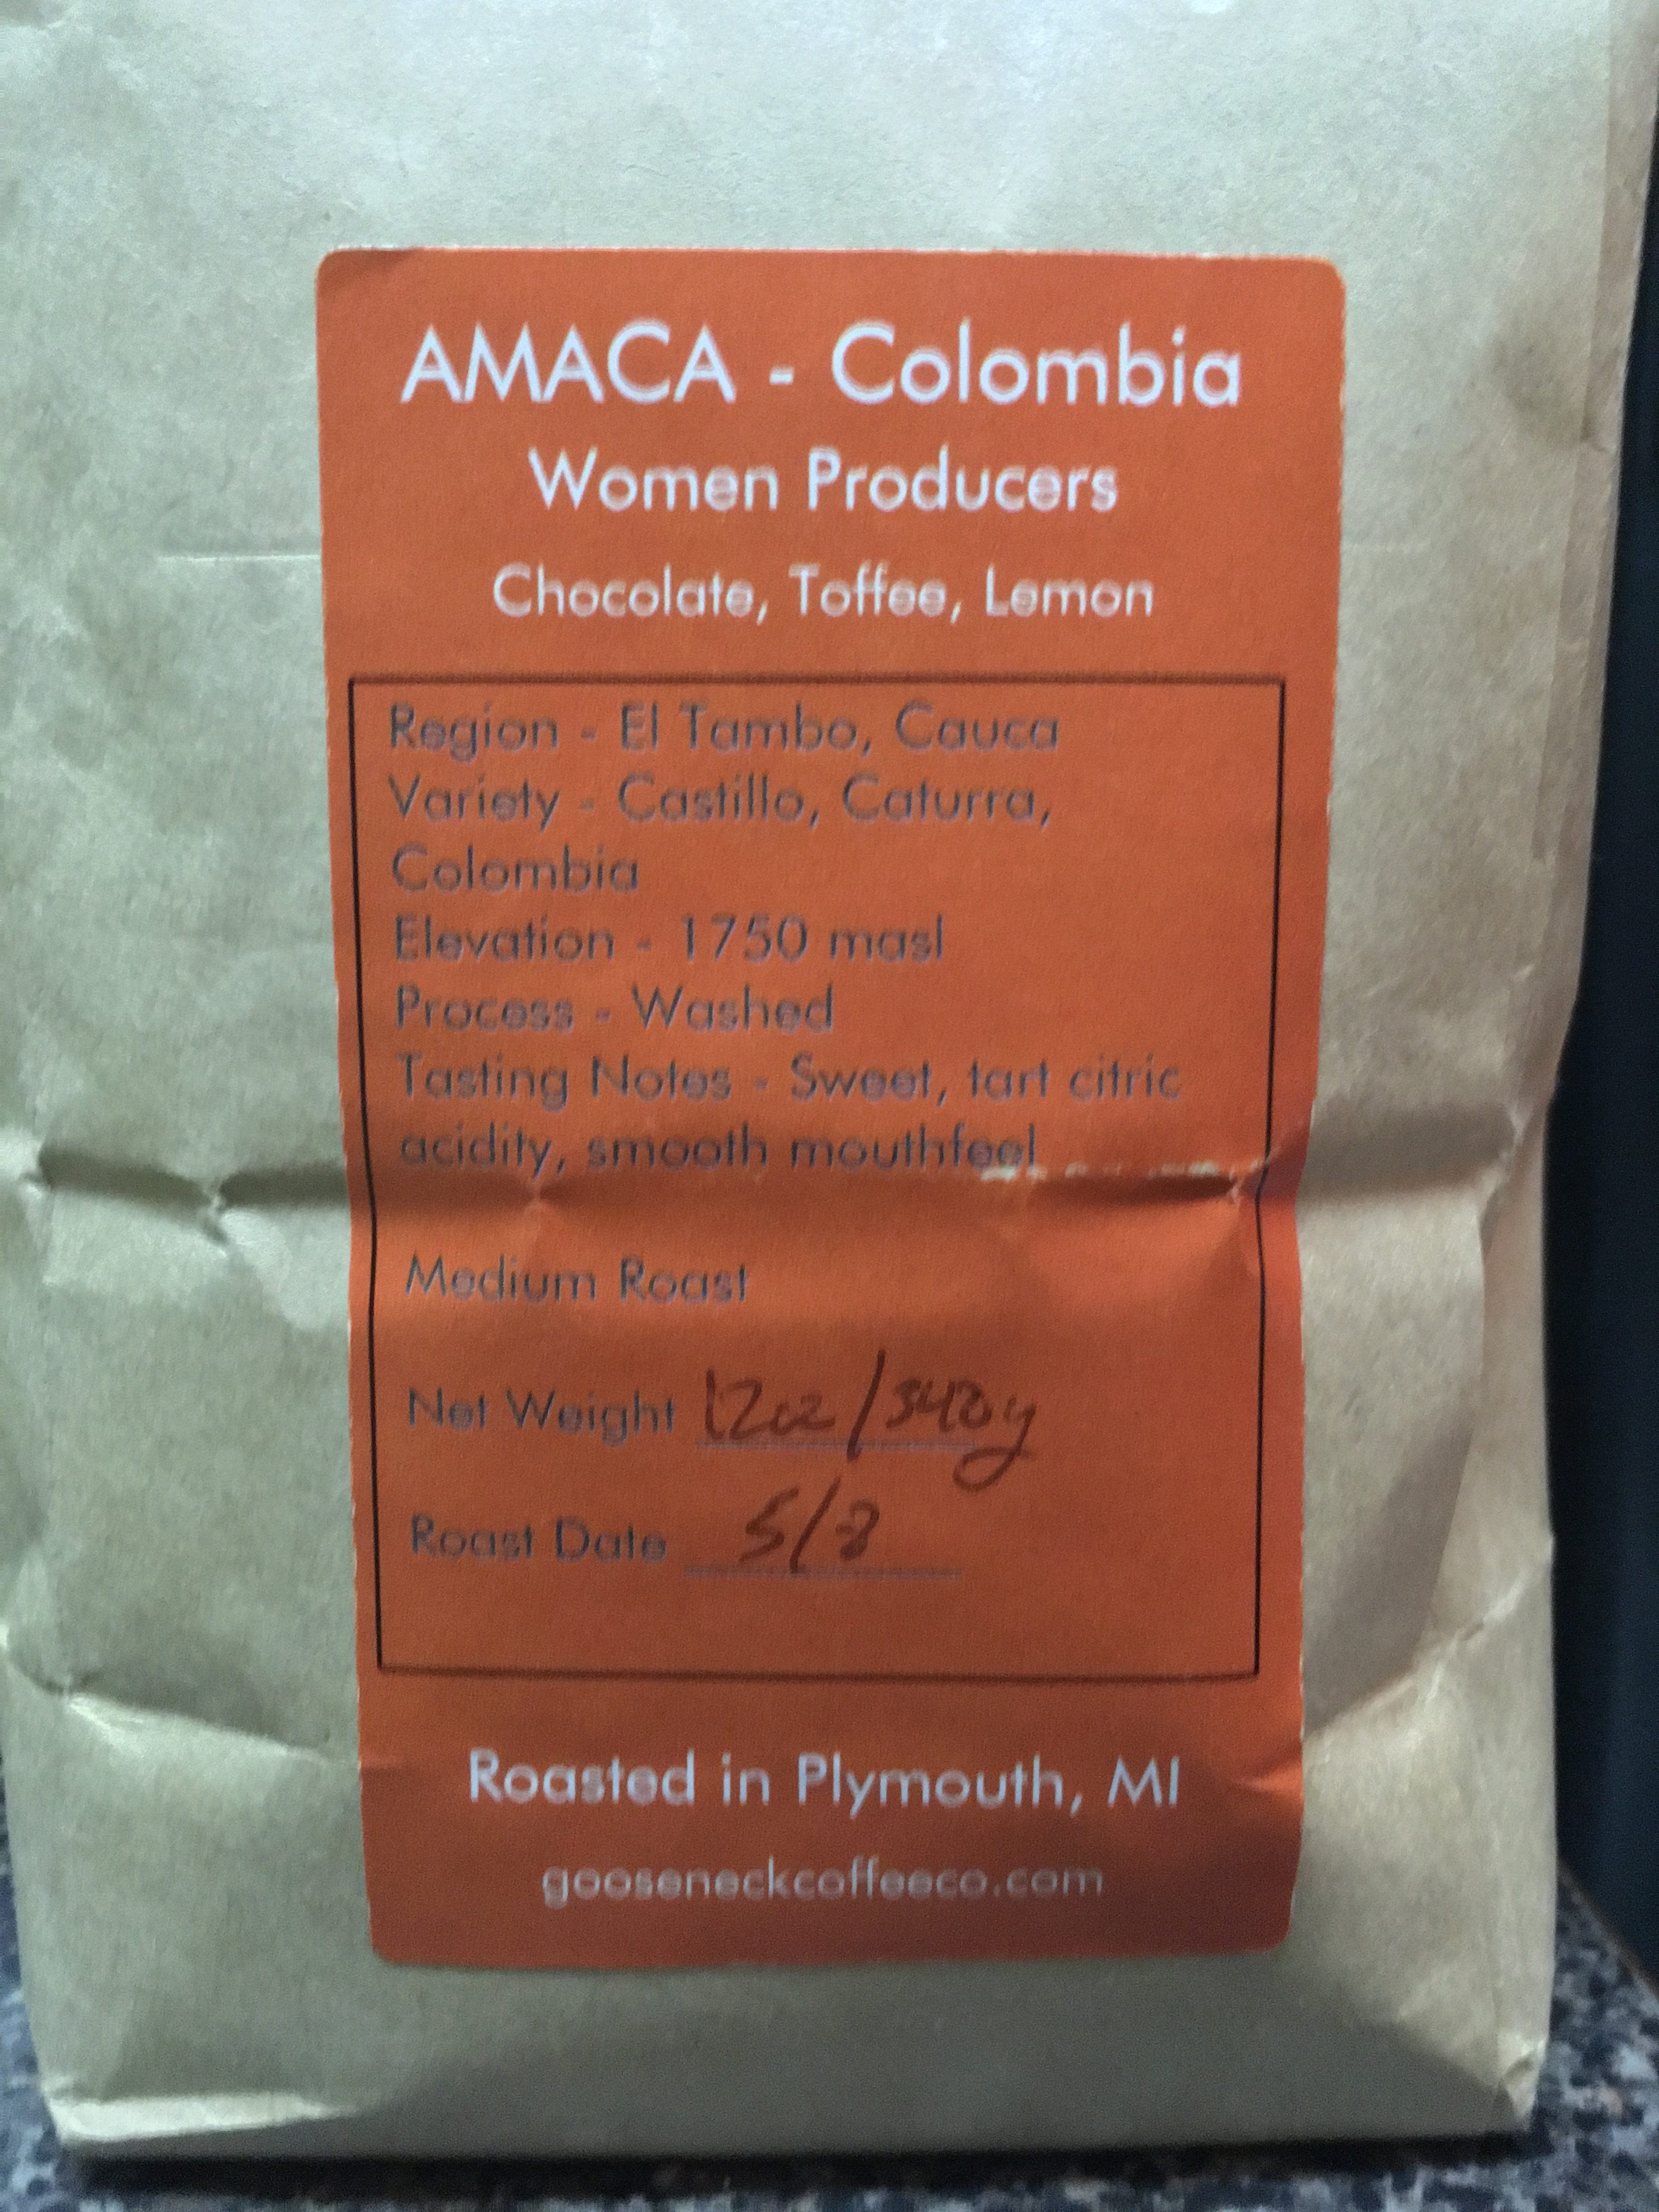 AMACA - Colombia
Women Producers
Chocolate, Toffee, Lemon
Region - El Tambo, Cauca
Variety - Castillo, Caturra,
Colombia
Elevation - 1750 masl
Process - Washed
Tasting Notes - Sweet, tart citric
acidity, smooth mouthfeel
Medium Roast
Net Weight 12oz/340g
Roast Date 5/8
Roasted in Plymouth, MI
gooseneckcoffeeco.com